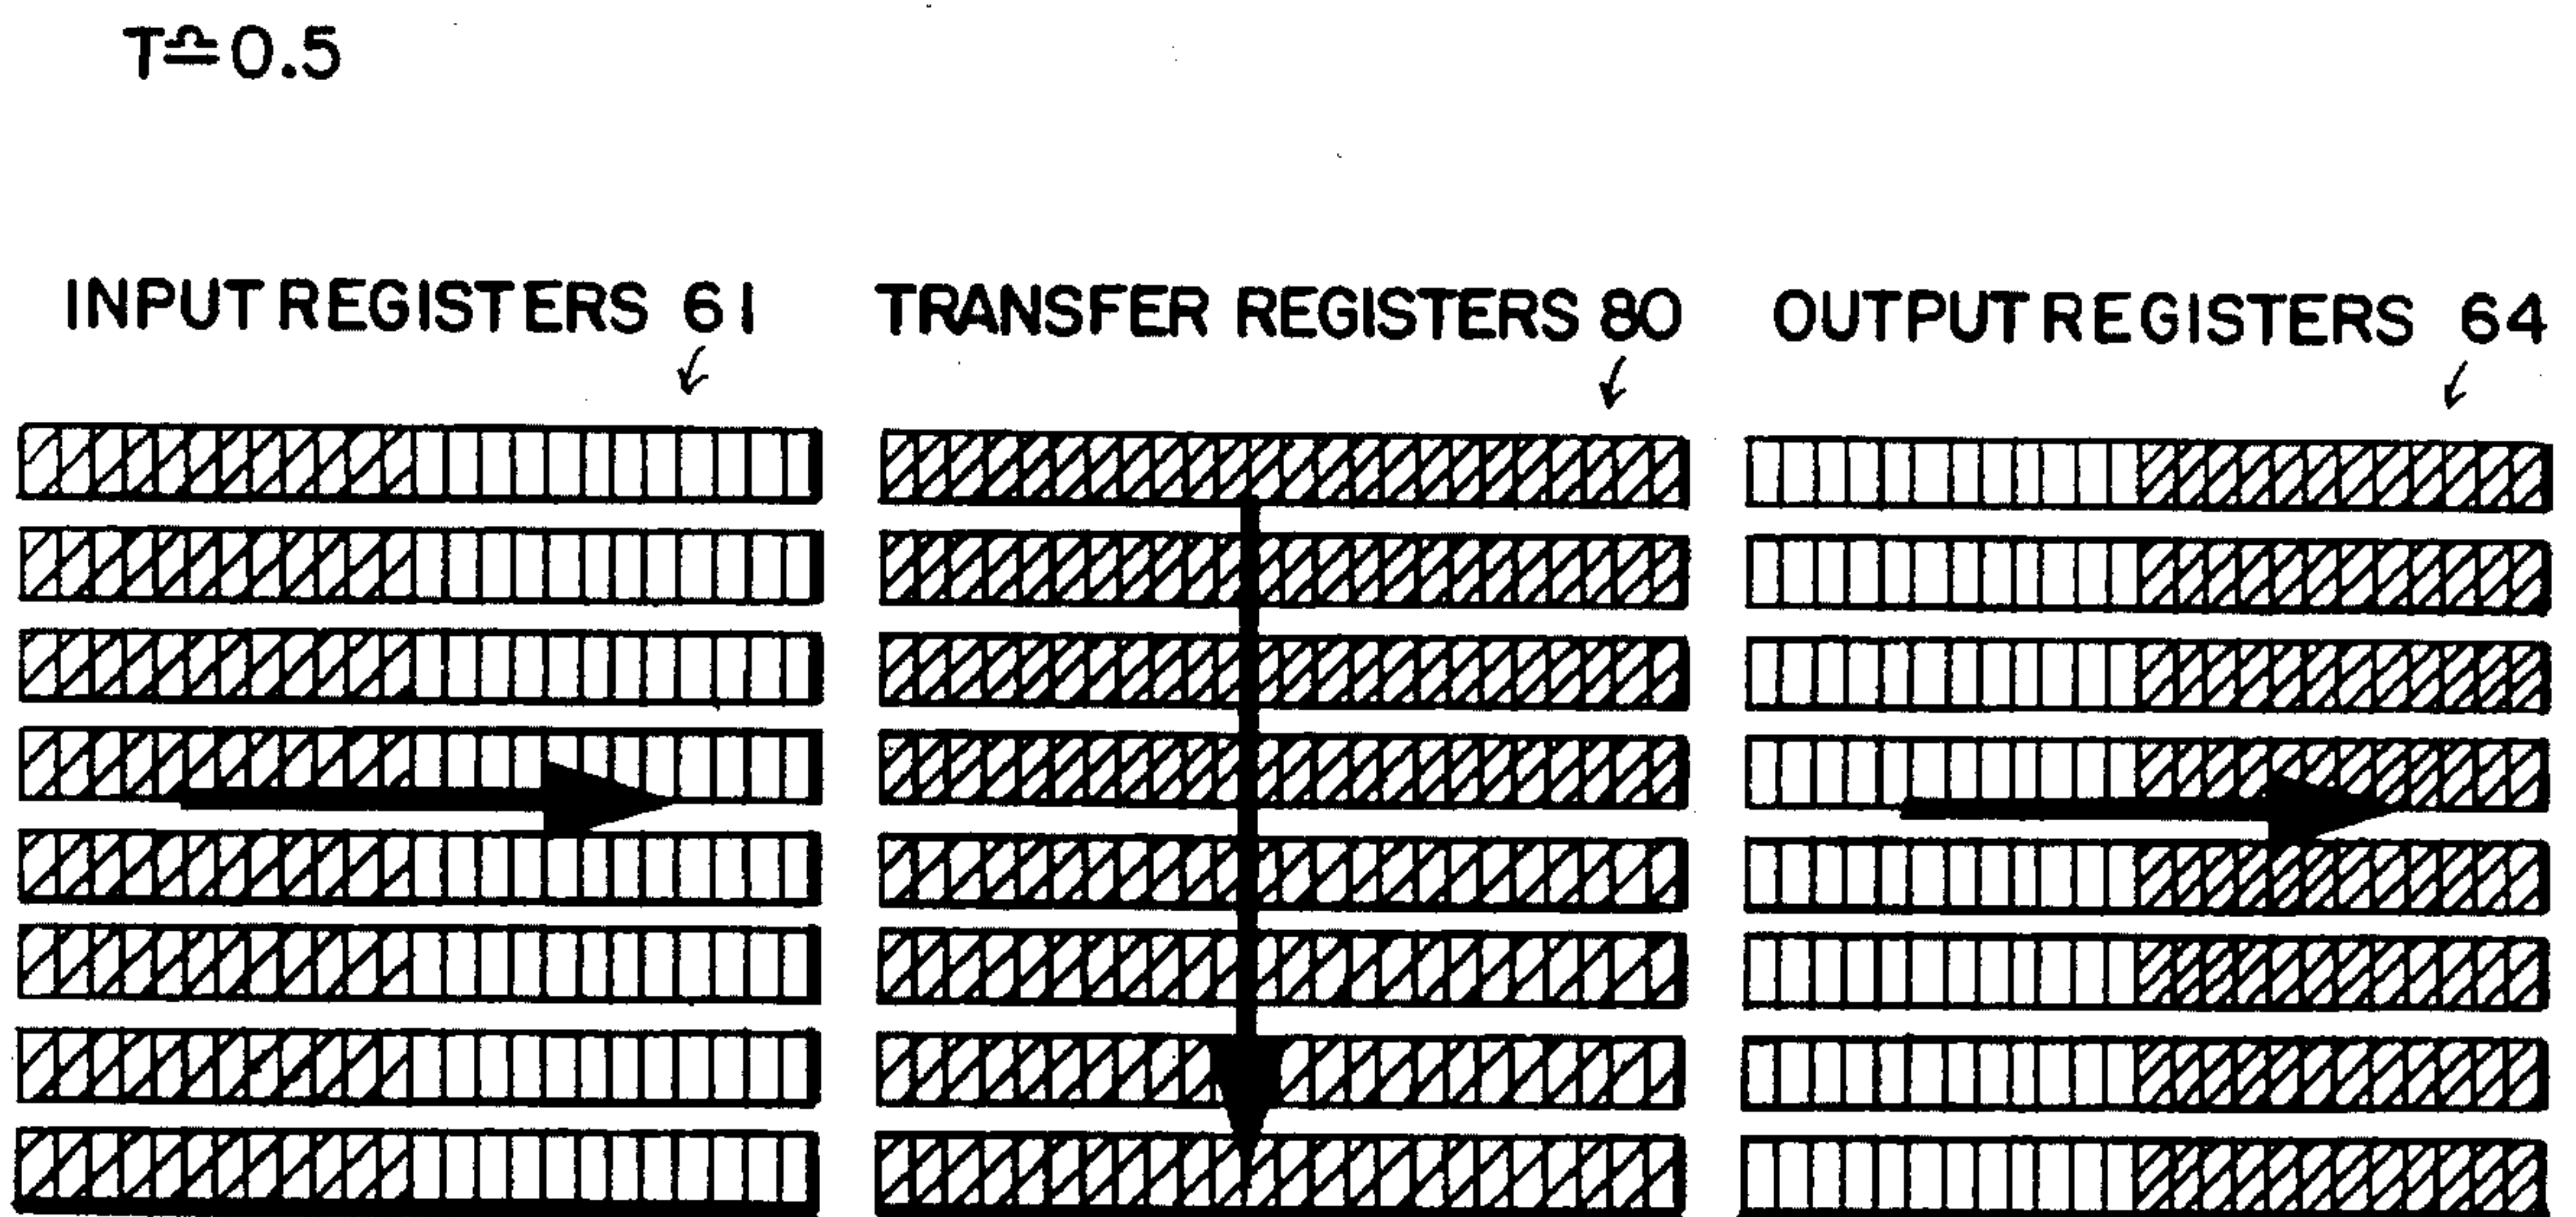 T≏0.5
INPUT REGISTERS 61
TRANSFER REGISTERS 80
OUTPUT REGISTERS 64